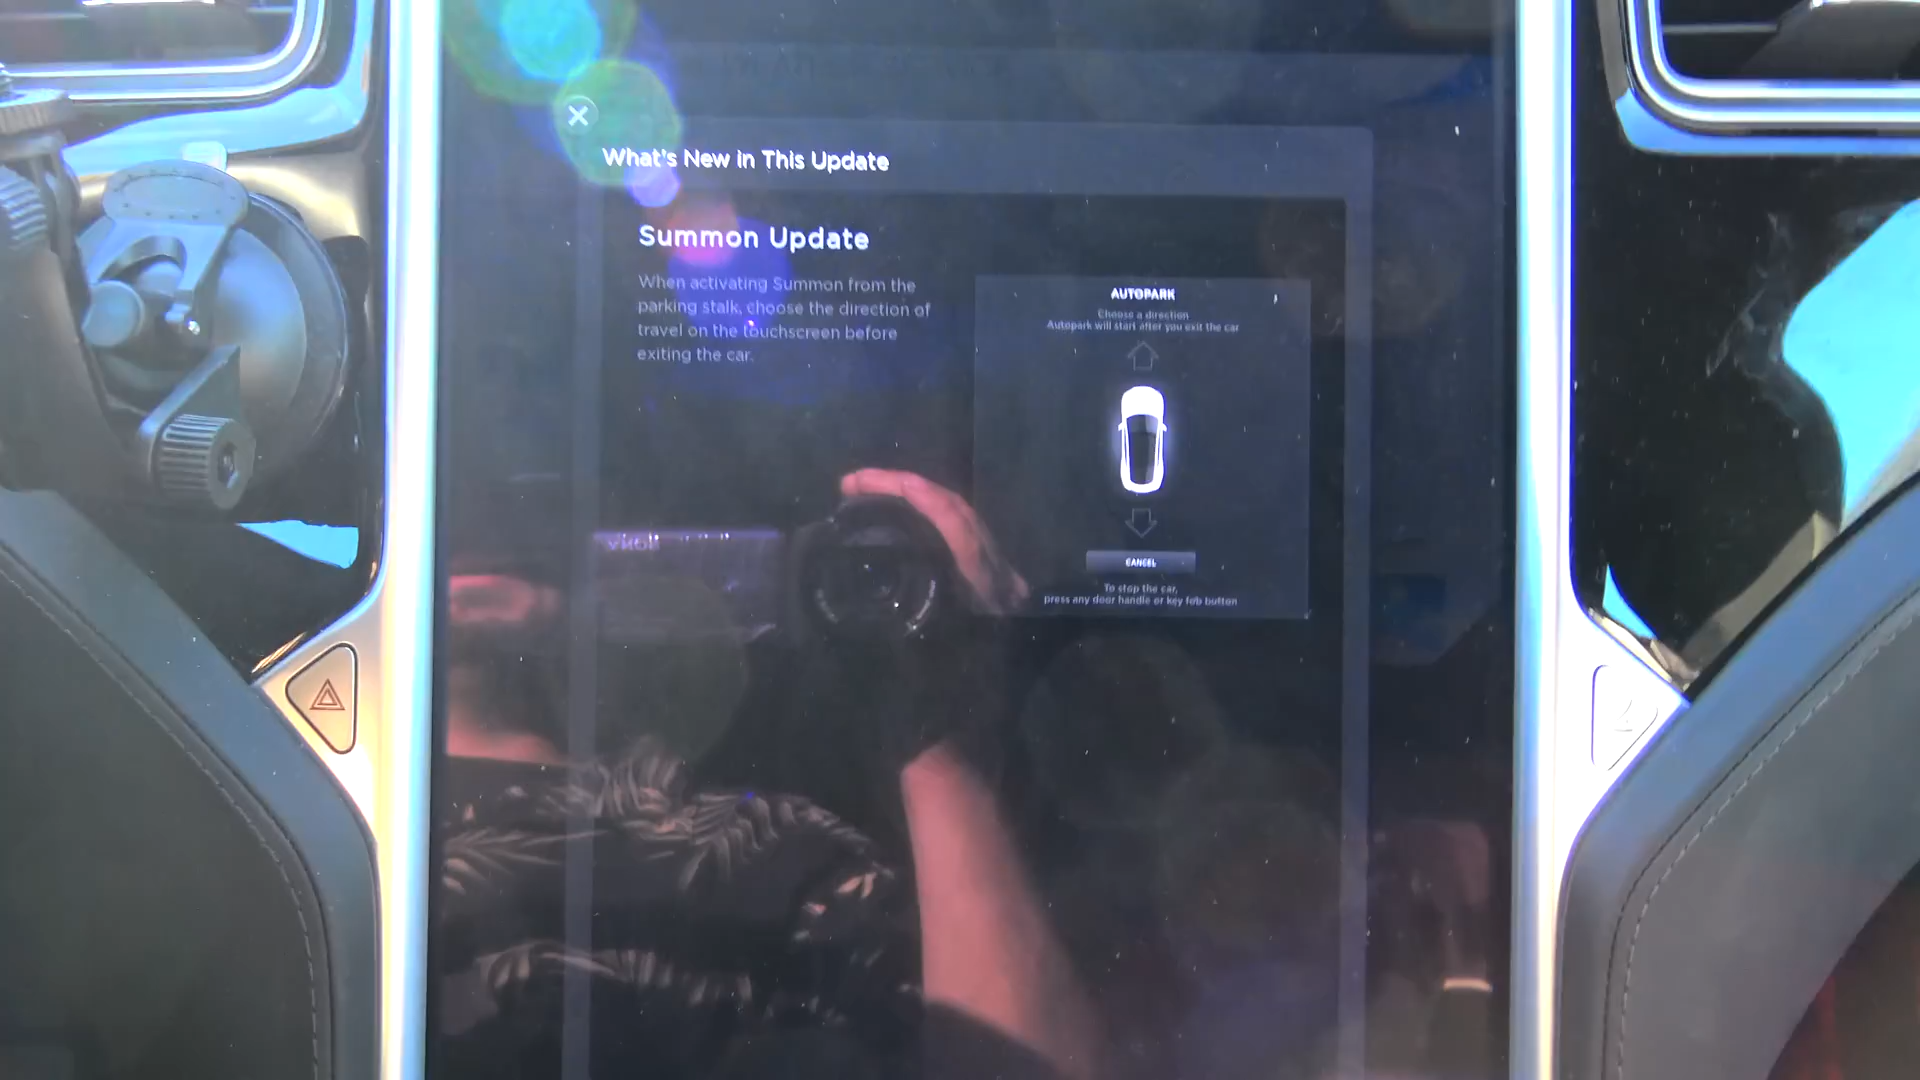 What's New in This Update
Summon Update
When activating Summon from the
parking stalk, choose the direction of
travel on the touchscreen before
exiting the car.
AUTOPARK
Choose a direction
Autopark will start after you exit the car
CANCEL
To stop the car,
press any door handle or key fob button